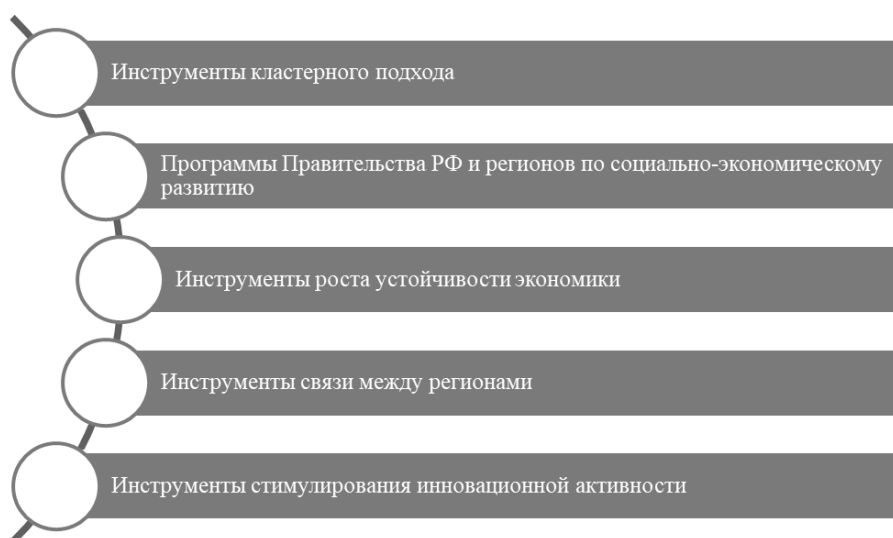 Инструменты кластерного подхода
Программы Правительства РФ и регионов по социально-экономическому
развитию
Инструменты роста устойчивости экономики
Инструменты связи между регионами
Инструменты стимулирования инновационной активности